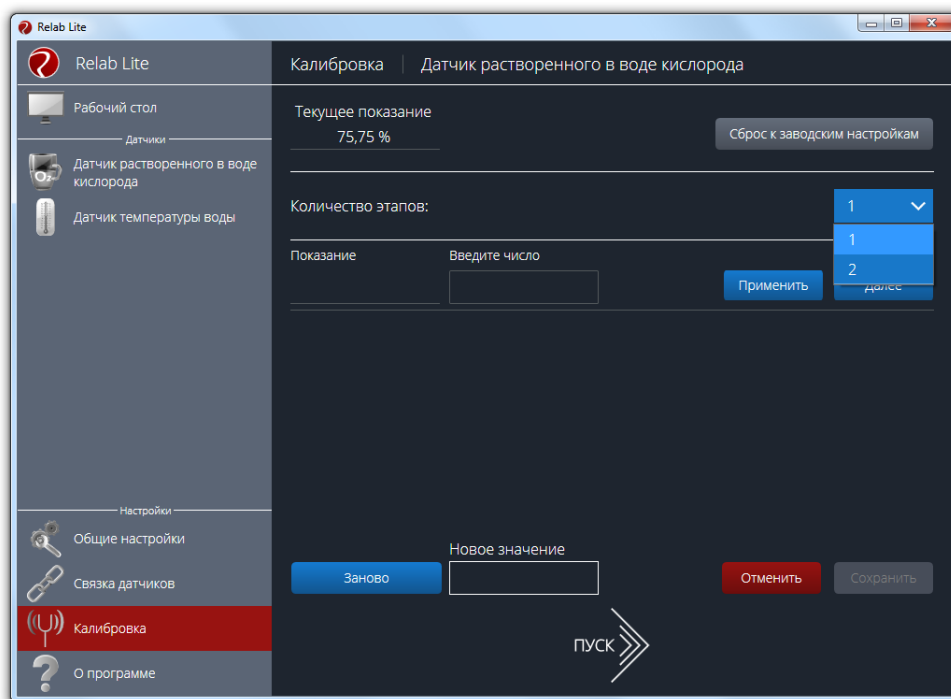 Relab Lite
Relab Lite
Рабочий стол
Датчики
Датчик растворенного в воде
кислорода
Датчик температуры воды
Настройки
Общие настройки
Связка датчиков
Калибровка
О программе
Калибровка | Датчик растворенного в воде кислорода
Текущее показание
75,75 %
Сброс к заводским настройкам
Количество этапов:
1
1
2
Показание
Введите число
Применить
Далее
Новое значение
Заново
Отменить
Сохранить
ПУСК